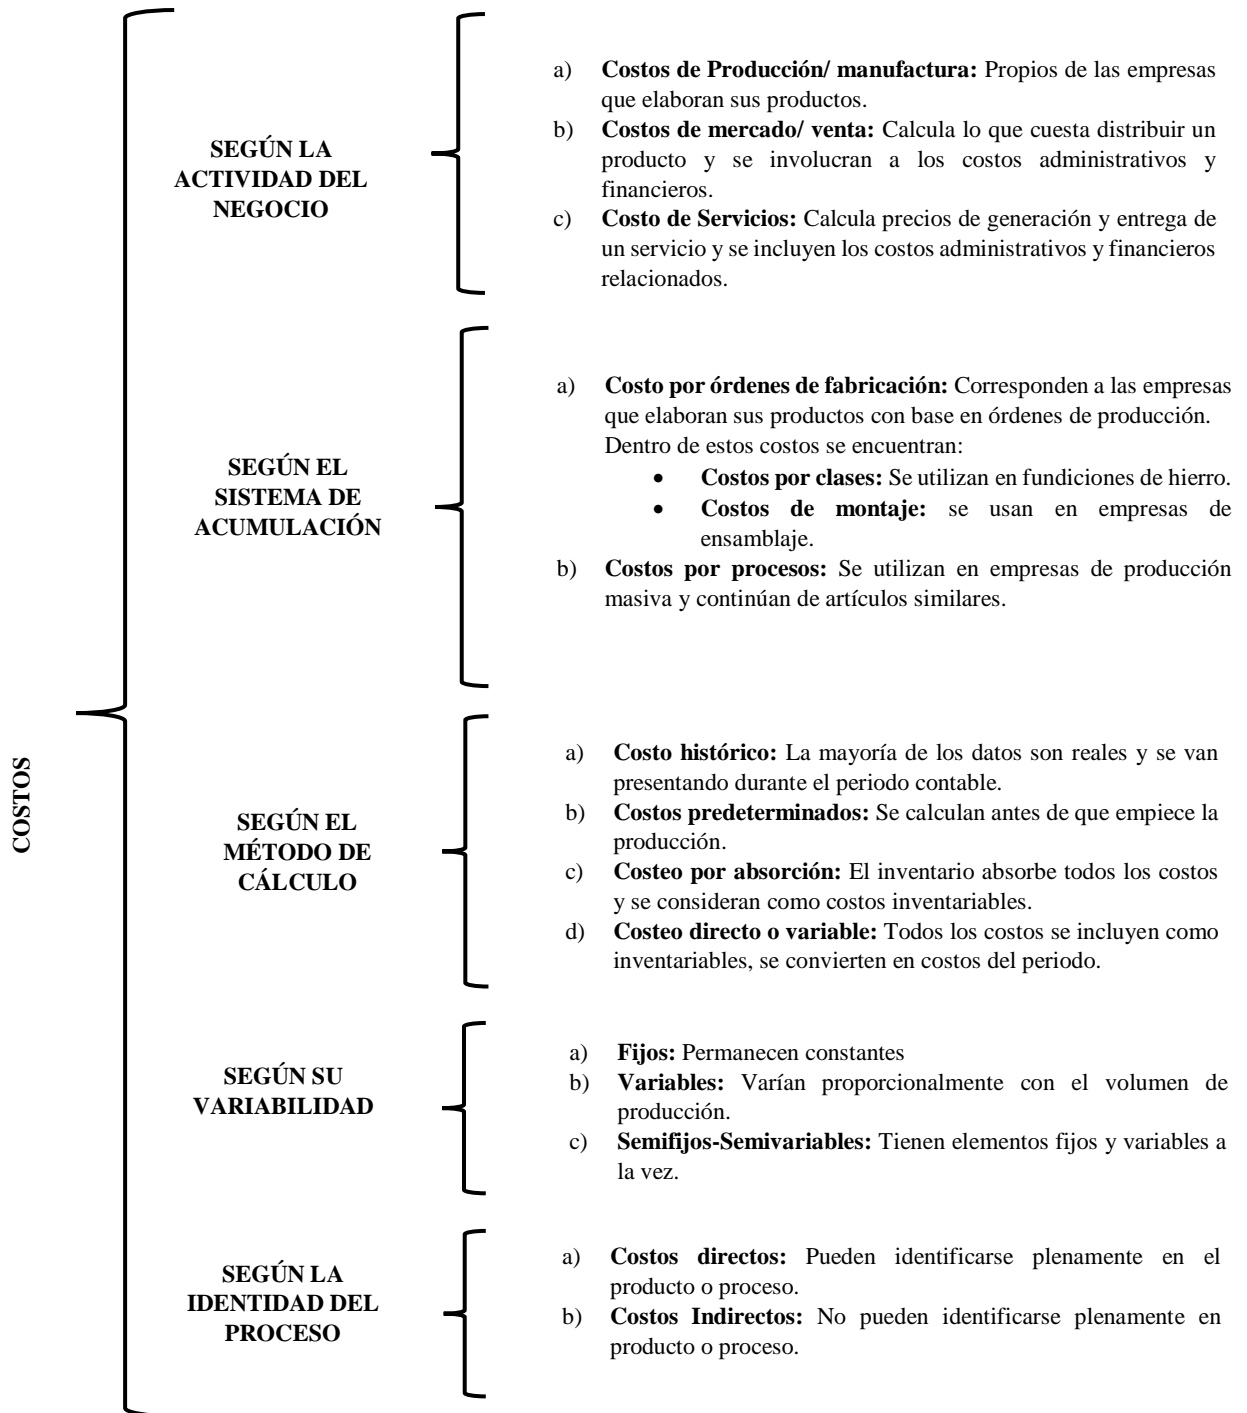 COSTOS
SEGÚN LA
ACTIVIDAD DEL
NEGOCIO
a) Costos de Producción/ manufactura: Propios de las empresas
que elaboran sus productos.
b) Costos de mercado/ venta: Calcula lo que cuesta distribuir un
producto y se involucran a los costos administrativos y
financieros.
c) Costo de Servicios: Calcula precios de generación y entrega de
un servicio y se incluyen los costos administrativos y financieros
relacionados.
SEGÚN EL
SISTEMA DE
ACUMULACIÓN
a) Costo por órdenes de fabricación: Corresponden a las empresas
que elaboran sus productos con base en órdenes de producción.
Dentro de estos costos se encuentran:
• Costos por clases: Se utilizan en fundiciones de hierro.
• Costos de montaje: se usan en empresas de
ensamblaje.
b) Costos por procesos: Se utilizan en empresas de producción
masiva y continúan de artículos similares.
SEGÚN EL
MÉTODO DE
CÁLCULO
a) Costo histórico: La mayoría de los datos son reales y se van
presentando durante el periodo contable.
b) Costos predeterminados: Se calculan antes de que empiece la
producción.
c) Costeo por absorción: El inventario absorbe todos los costos
y se consideran como costos inventariables.
d) Costeo directo o variable: Todos los costos se incluyen como
inventariables, se convierten en costos del periodo.
SEGÚN SU
VARIABILIDAD
a) Fijos: Permanecen constantes
b) Variables: Varían proporcionalmente con el volumen de
producción.
c) Semifijos-Semivariables: Tienen elementos fijos y variables a
la vez.
SEGÚN LA
IDENTIDAD DEL
PROCESO
a) Costos directos: Pueden identificarse plenamente en el
producto o proceso.
b) Costos Indirectos: No pueden identificarse plenamente en
producto o proceso.